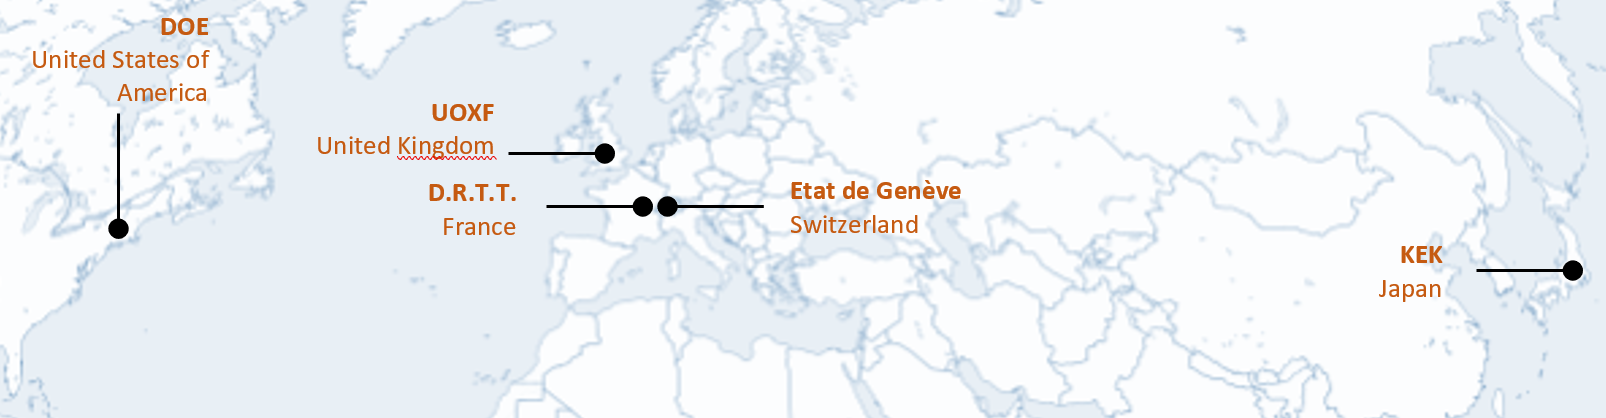 DOE
United States of
America
UOXF
United Kingdom
D.R.T.T.
France
Etat de Genève
Switzerland
KEK
Japan